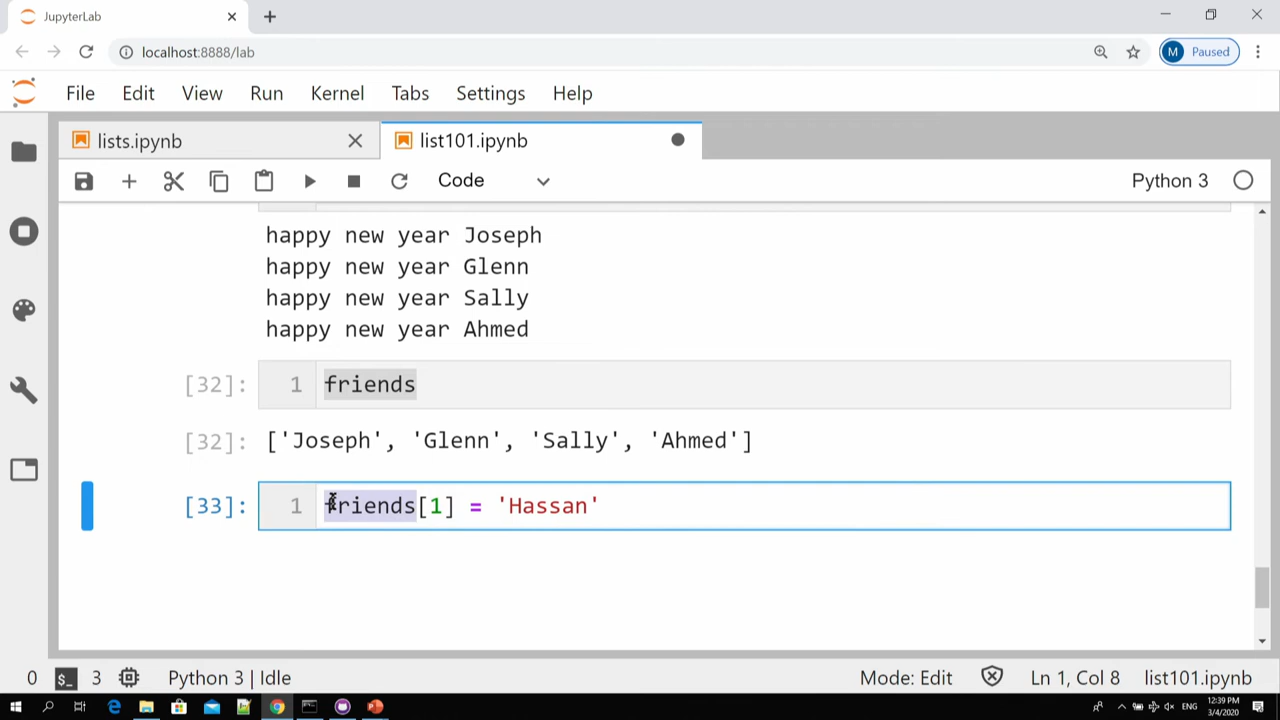 JupyterLab
localhost:8888/lab
M Paused
File Edit View Run Kernel Tabs Settings Help
lists.ipynb
list101.ipynb
Code
Python 3
happy new year Joseph
happy new year Glenn
happy new year Sally
happy new year Ahmed
[32]: 1 friends
[32]: ['Joseph', 'Glenn', 'Sally', 'Ahmed']
[33]: 1 friends[1] = 'Hassan'
0 $_ 3 Python 3 | Idle Mode: Edit Ln 1, Col 8 list101.ipynb
ENG
12:39 PM
3/4/2020